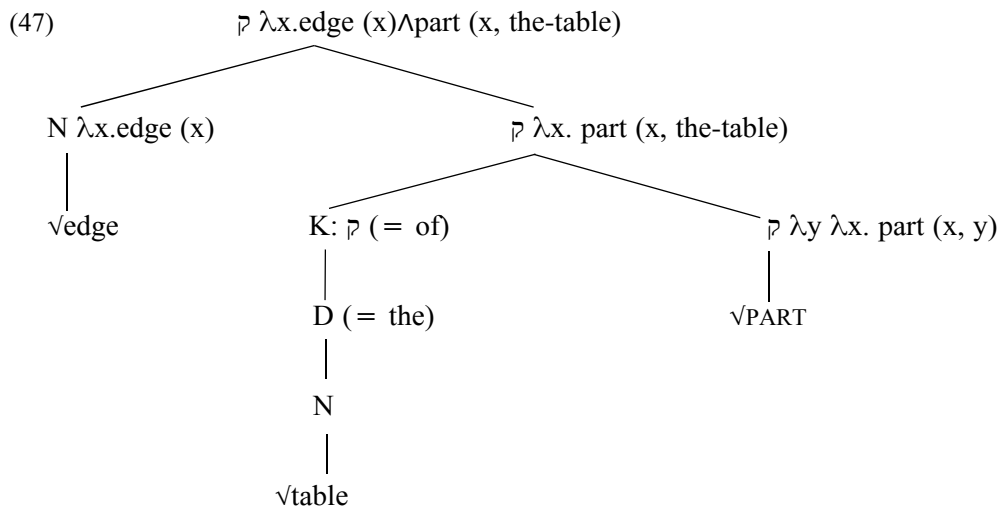 (47) ק λx.edge (x)∧part (x, the-table)
N λx.edge (x) ק λx. part (x, the-table)
√edge K: ק (= of) ק λy λx. part (x, y)
D (= the) √PART
N
√table